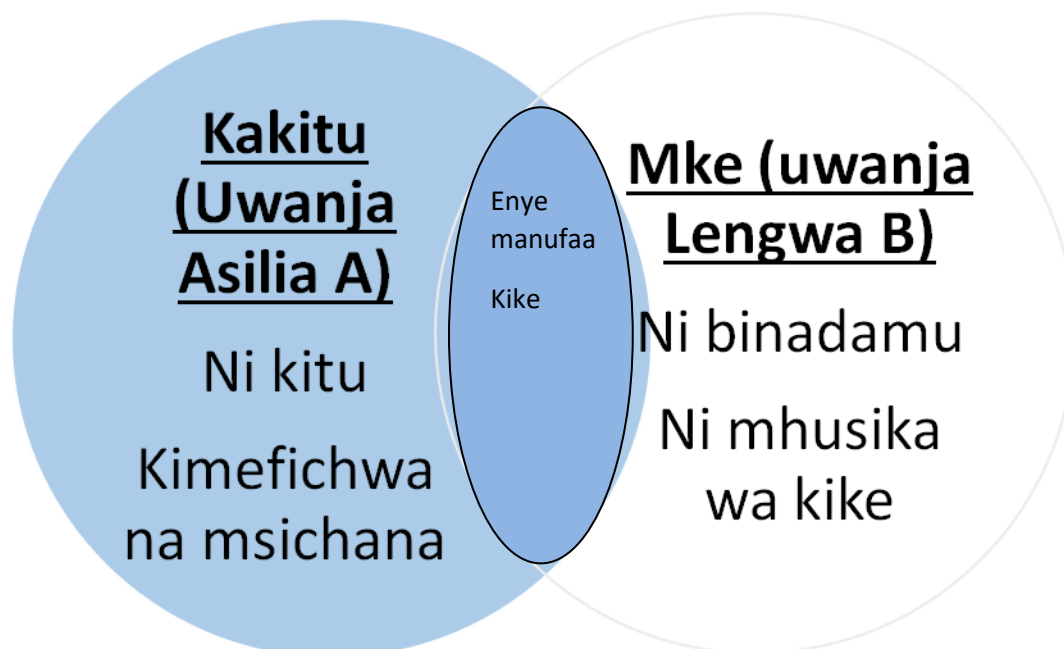 Kakitu
(Uwanja
Asilia A)
Ni kitu
Kimefichwa
na msichana
Enye
manufaa
Kike
Mke (uwanja
Lengwa B)
Ni binadamu
Ni mhusika
wa kike